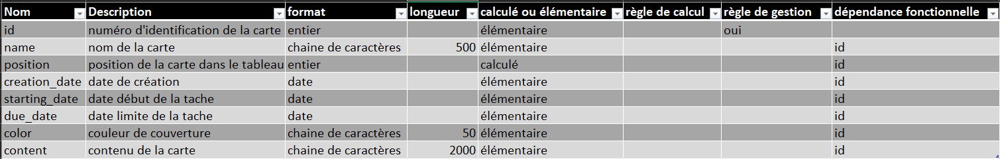 Nom Description format longueur calculé ou élémentaire règle de calcul règle de gestion dépendance fonctionnelle
id numéro d'identification de la carte entier élémentaire oui
name nom de la carte chaine de caractères 500 élémentaire id
position position de la carte dans le tableau entier calculé id
creation_date date de création date élémentaire id
starting_date date début de la tache date élémentaire id
due_date date limite de la tache date élémentaire id
color couleur de couverture chaine de caractères 50 élémentaire id
content contenu de la carte chaine de caractères 2000 élémentaire id